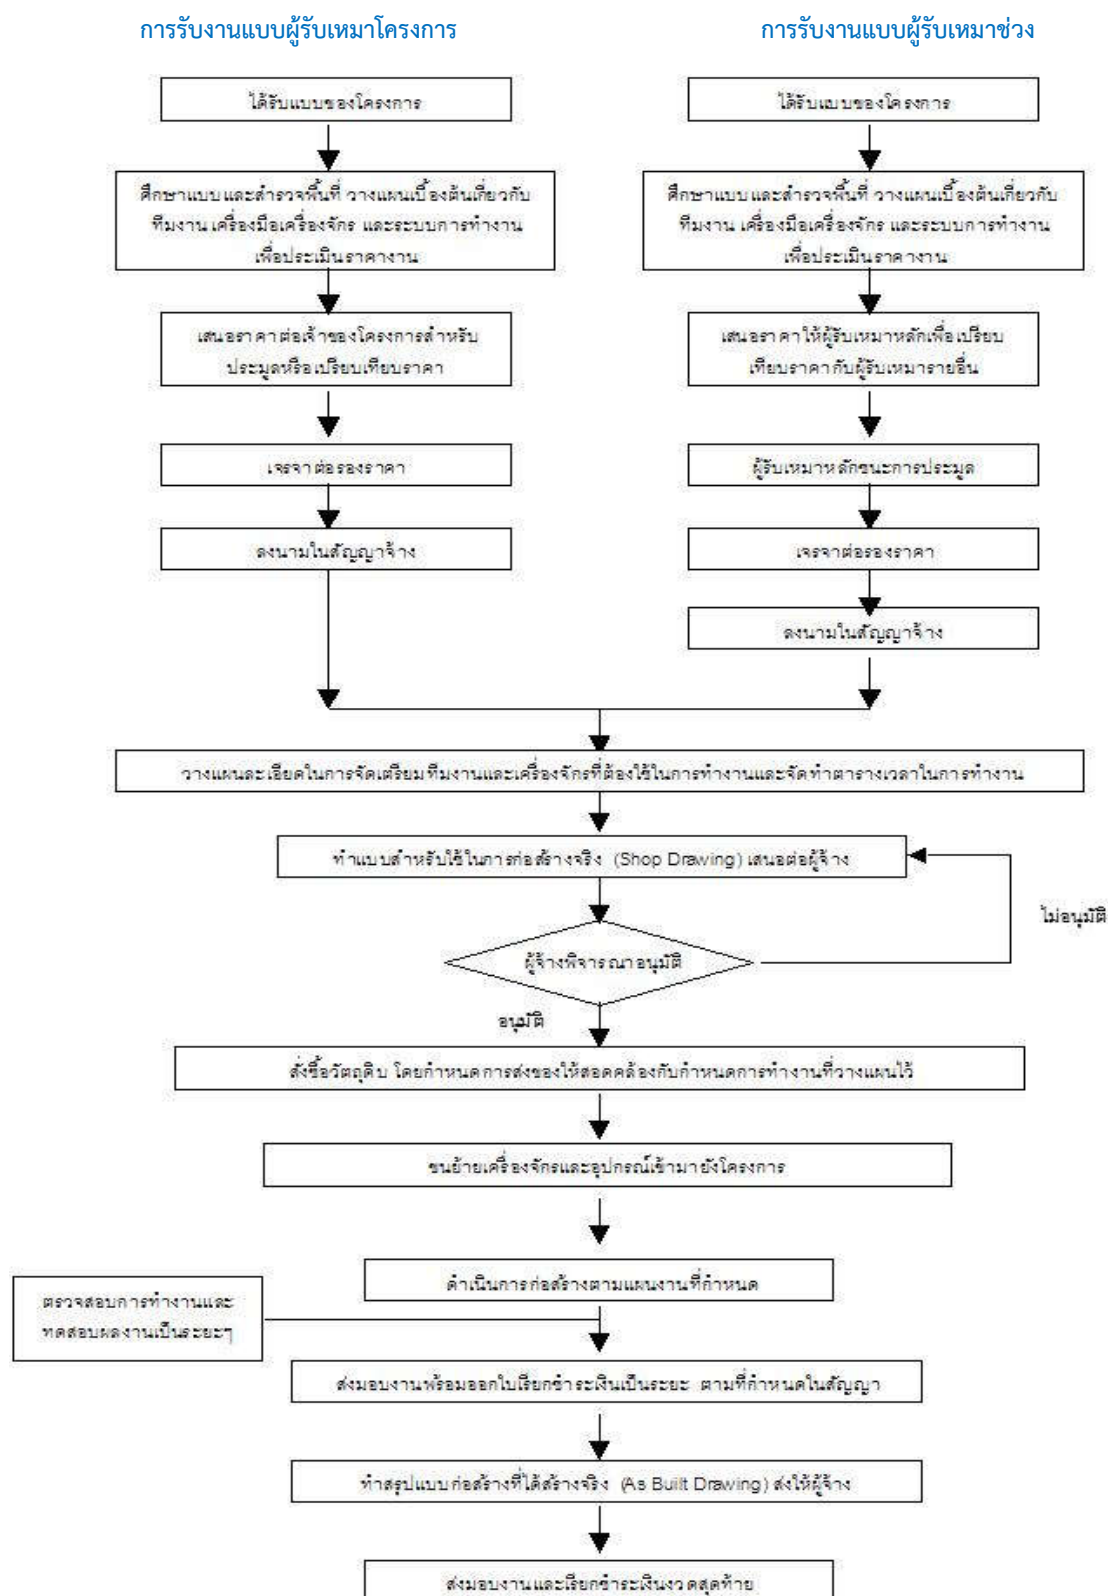 การรับงานแบบผู้รับเหมาโครงการ
การรับงานแบบผู้รับเหมาช่วง
ได้รับแบบของโครงการ
ได้รับแบบของโครงการ
ศึกษาแบบ และสำรวจพื้นที่ วางแผนเบื้องต้นเกี่ยวกับ
ทีมงาน เครื่องมือเครื่องจักร และระบบการทำงาน
เพื่อประเมินราคางาน
ศึกษาแบบ และสำรวจพื้นที่ วางแผนเบื้องต้นเกี่ยวกับ
ทีมงาน เครื่องมือเครื่องจักร และระบบการทำงาน
เพื่อประเมินราคางาน
เสนอราคาต่อเจ้าของโครงการสำหรับ
ประมูลหรือเปรียบเทียบราคา
เสนอราคาให้ผู้รับเหมาหลักเพื่อเปรียบ
เทียบราคากับผู้รับเหมารายอื่น
เจรจาต่อรองราคา
ผู้รับเหมาหลักชนะการประมูล
ลงนามในสัญญาจ้าง
เจรจาต่อรองราคา
ลงนามในสัญญาจ้าง
วางแผนละเอียดในการจัดเตรียมทีมงานและเครื่องจักรที่ต้องใช้ในการทำงานและจัดทำตารางเวลาในการทำงาน
ทำแบบสำหรับใช้ในการก่อสร้างจริง (Shop Drawing) เสนอต่อผู้จ้าง
ไม่อนุมัติ
ผู้จ้างพิจารณาอนุมัติ
อนุมัติ
สั่งซื้อวัตถุดิบ โดยกำหนดการส่งของให้สอดคล้องกับกำหนดการทำงานที่วางแผนไว้
ขนย้ายเครื่องจักรและอุปกรณ์เข้ามายังโครงการ
ดำเนินการก่อสร้างตามแผนงานที่กำหนด
ตรวจสอบการทำงานและ
ทดสอบผลงานเป็นระยะๆ
ส่งมอบงานพร้อมออกใบเรียกชำระเงินเป็นระยะ ตามที่กำหนดในสัญญา
ทำสรุปแบบก่อสร้างที่ได้สร้างจริง (As Built Drawing) ส่งให้ผู้จ้าง
ส่งมอบงานและเรียกชำระเงินงวดสุดท้าย